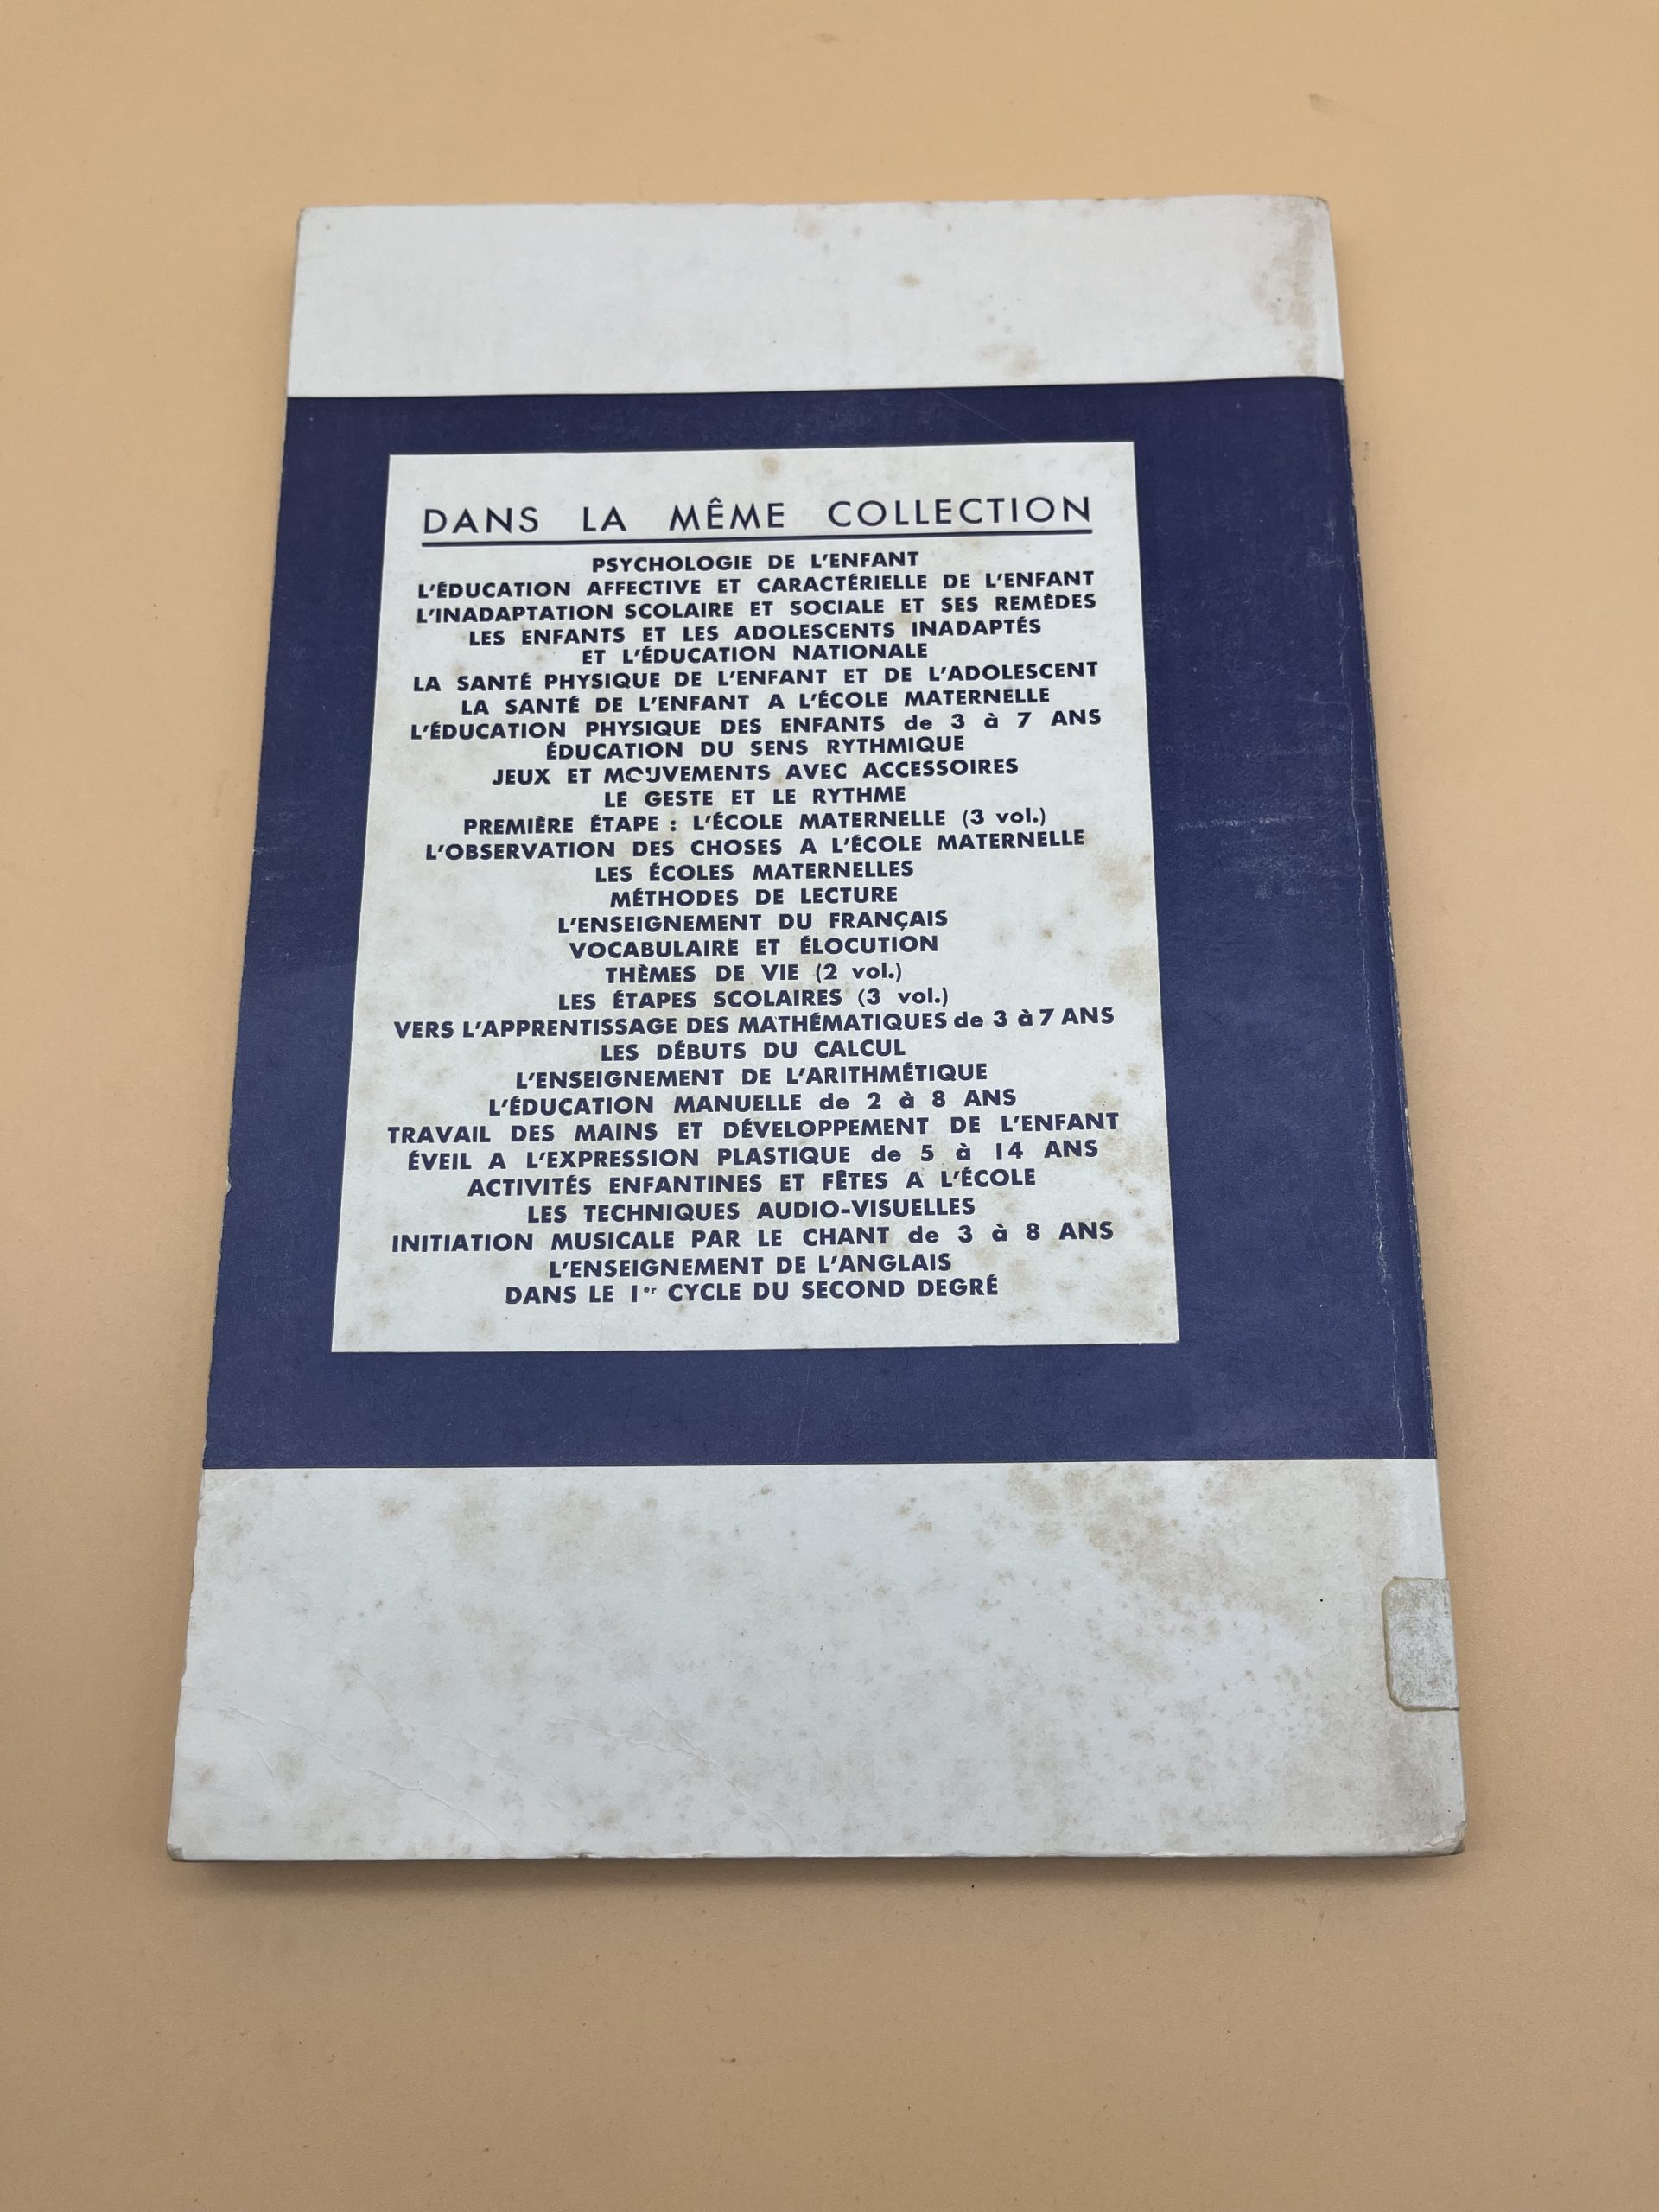 DANS LA MÊME COLLECTION
PSYCHOLOGIE DE L'ENFANT
L'ÉDUCATION AFFECTIVE ET CARACTÉRIELLE DE L'ENFANT
L'INADAPTATION SCOLAIRE ET SOCIALE ET SES REMÈDES
LES ENFANTS ET LES ADOLESCENTS INADAPTÉS
ET L'ÉDUCATION NATIONALE
LA SANTÉ PHYSIQUE DE L'ENFANT ET DE L'ADOLESCENT
LA SANTÉ DE L'ENFANT A L'ÉCOLE MATERNELLE
L'ÉDUCATION PHYSIQUE DES ENFANTS de 3 à 7 ANS
ÉDUCATION DU SENS RYTHMIQUE
JEUX ET MOUVEMENTS AVEC ACCESSOIRES
LE GESTE ET LE RYTHME
PREMIÈRE ÉTAPE : L'ÉCOLE MATERNELLE (3 vol.)
L'OBSERVATION DES CHOSES A L'ÉCOLE MATERNELLE
LES ÉCOLES MATERNELLES
MÉTHODES DE LECTURE
L'ENSEIGNEMENT DU FRANÇAIS
VOCABULAIRE ET ÉLOCUTION
THÈMES DE VIE (2 vol.)
LES ÉTAPES SCOLAIRES (3 vol.)
VERS L'APPRENTISSAGE DES MATHÉMATIQUES de 3 à 7 ANS
LES DÉBUTS DU CALCUL
L'ENSEIGNEMENT DE L'ARITHMÉTIQUE
L'ÉDUCATION MANUELLE de 2 à 8 ANS
TRAVAIL DES MAINS ET DÉVELOPPEMENT DE L'ENFANT
ÉVEIL A L'EXPRESSION PLASTIQUE de 5 à 14 ANS
ACTIVITÉS ENFANTINES ET FÊTES A L'ÉCOLE
LES TECHNIQUES AUDIO-VISUELLES
INITIATION MUSICALE PAR LE CHANT de 3 à 8 ANS
L'ENSEIGNEMENT DE L'ANGLAIS
DANS LE 1er CYCLE DU SECOND DEGRÉ